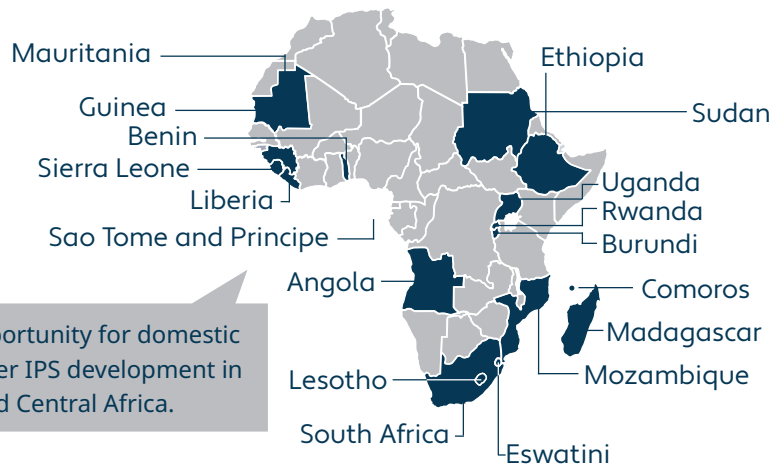 Mauritania
Ethiopia
Guinea
Sudan
Benin
Sierra Leone
Liberia
Uganda
Rwanda
Sao Tome and Principe
Burundi
Angola
Comoros
portunity for domestic
Madagascar
er IPS development in
Mozambique
d Central Africa.
Lesotho
South Africa
Eswatini